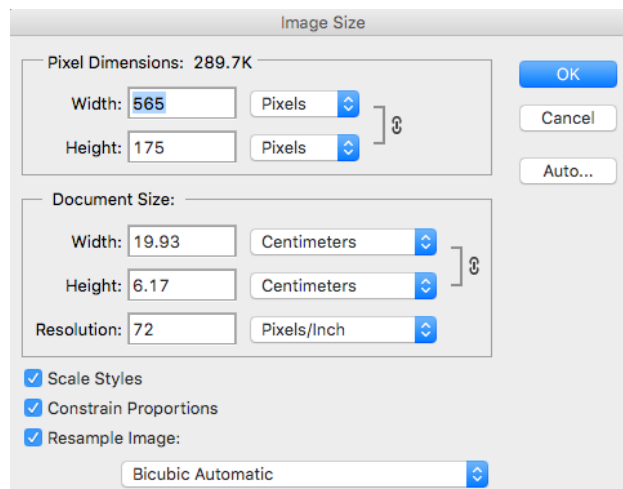 Image Size
Pixel Dimensions: 289.7K
Width: 565 Pixels
Height: 175 Pixels
OK
Cancel
Auto...
Document Size:
Width: 19.93 Centimeters
Height: 6.17 Centimeters
Resolution: 72 Pixels/Inch
Scale Styles
Constrain Proportions
Resample Image:
Bicubic Automatic